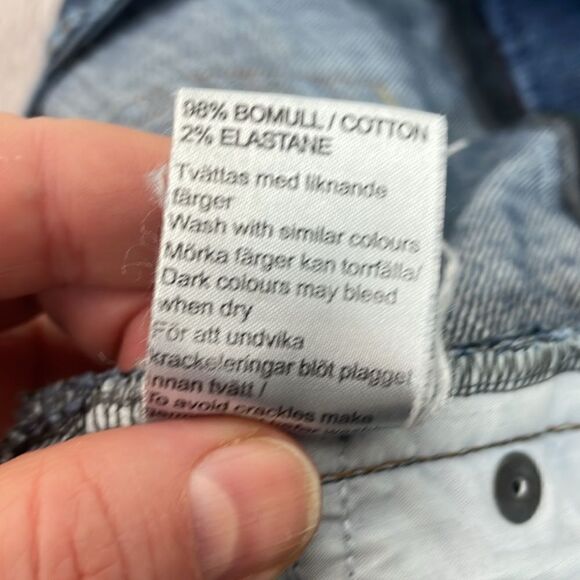 98% BOMULL / COTTON
2% ELASTANE
Tvättas med liknande
färger
Wash with similar colours
Mörka färger kan torrfälla/
Dark colours may bleed
when dry
För att undvika
krackeleringar blöt plagget
innan tvätt /
To avoid crackles make